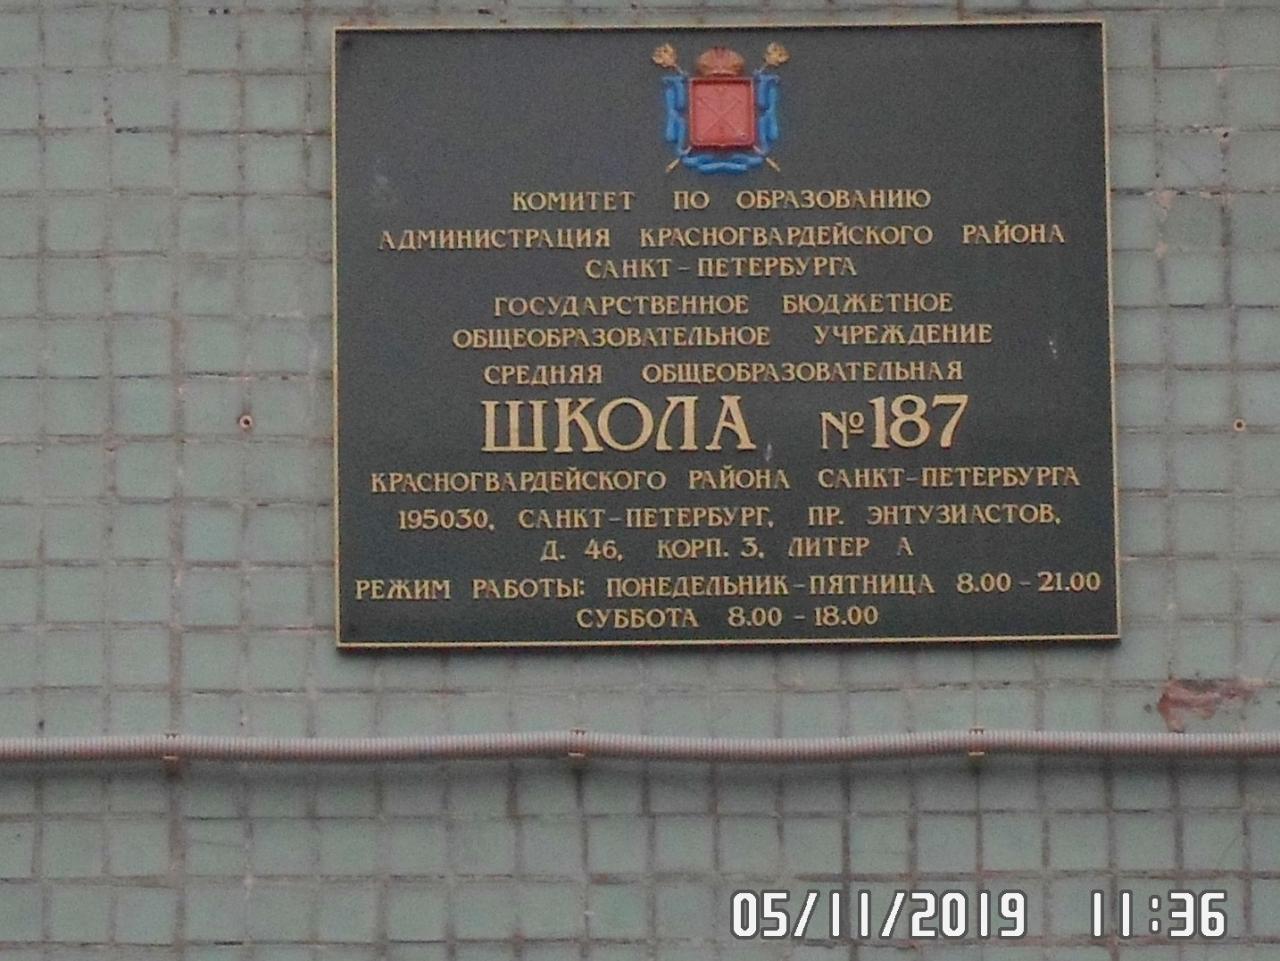 КОМИТЕТ ПО ОБРАЗОВАНИЮ
АДМИНИСТРАЦИЯ КРАСНОГВАРДЕЙСКОГО РАЙОНА
САНКТ-ПЕТЕРБУРГА
ГОСУДАРСТВЕННОЕ БЮДЖЕТНОЕ
ОБЩЕОБРАЗОВАТЕЛЬНОЕ УЧРЕЖДЕНИЕ
СРЕДНЯЯ ОБЩЕОБРАЗОВАТЕЛЬНАЯ
ШКОЛА №187
КРАСНОГВАРДЕЙСКОГО РАЙОНА САНКТ-ПЕТЕРБУРГА
195030, САНКТ-ПЕТЕРБУРГ, ПР. ЭНТУЗИАСТОВ,
Д. 46, КОРП. 3, ЛИТЕР А
РЕЖИМ РАБОТЫ: ПОНЕДЕЛЬНИК-ПЯТНИЦА 8.00-21.00
СУББОТА 8.00-18.00
05/11/2019 11:36